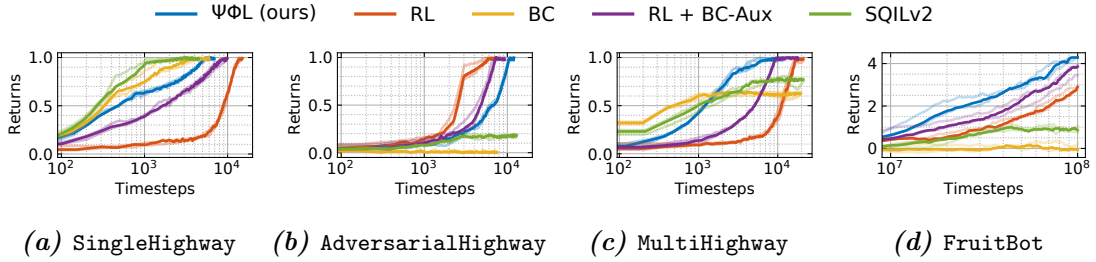 ΨΦL (ours) RL BC RL + BC-Aux SQILv2
Returns
1.0
0.5
0.0
10² 10³ 10⁴
Timesteps
Returns
1.0
0.5
0.0
10² 10³ 10⁴
Timesteps
Returns
1.0
0.5
0.0
10² 10³ 10⁴
Timesteps
Returns
4
2
0
10⁷ 10⁸
Timesteps
(a) SingleHighway (b) AdversarialHighway (c) MultiHighway (d) FruitBot